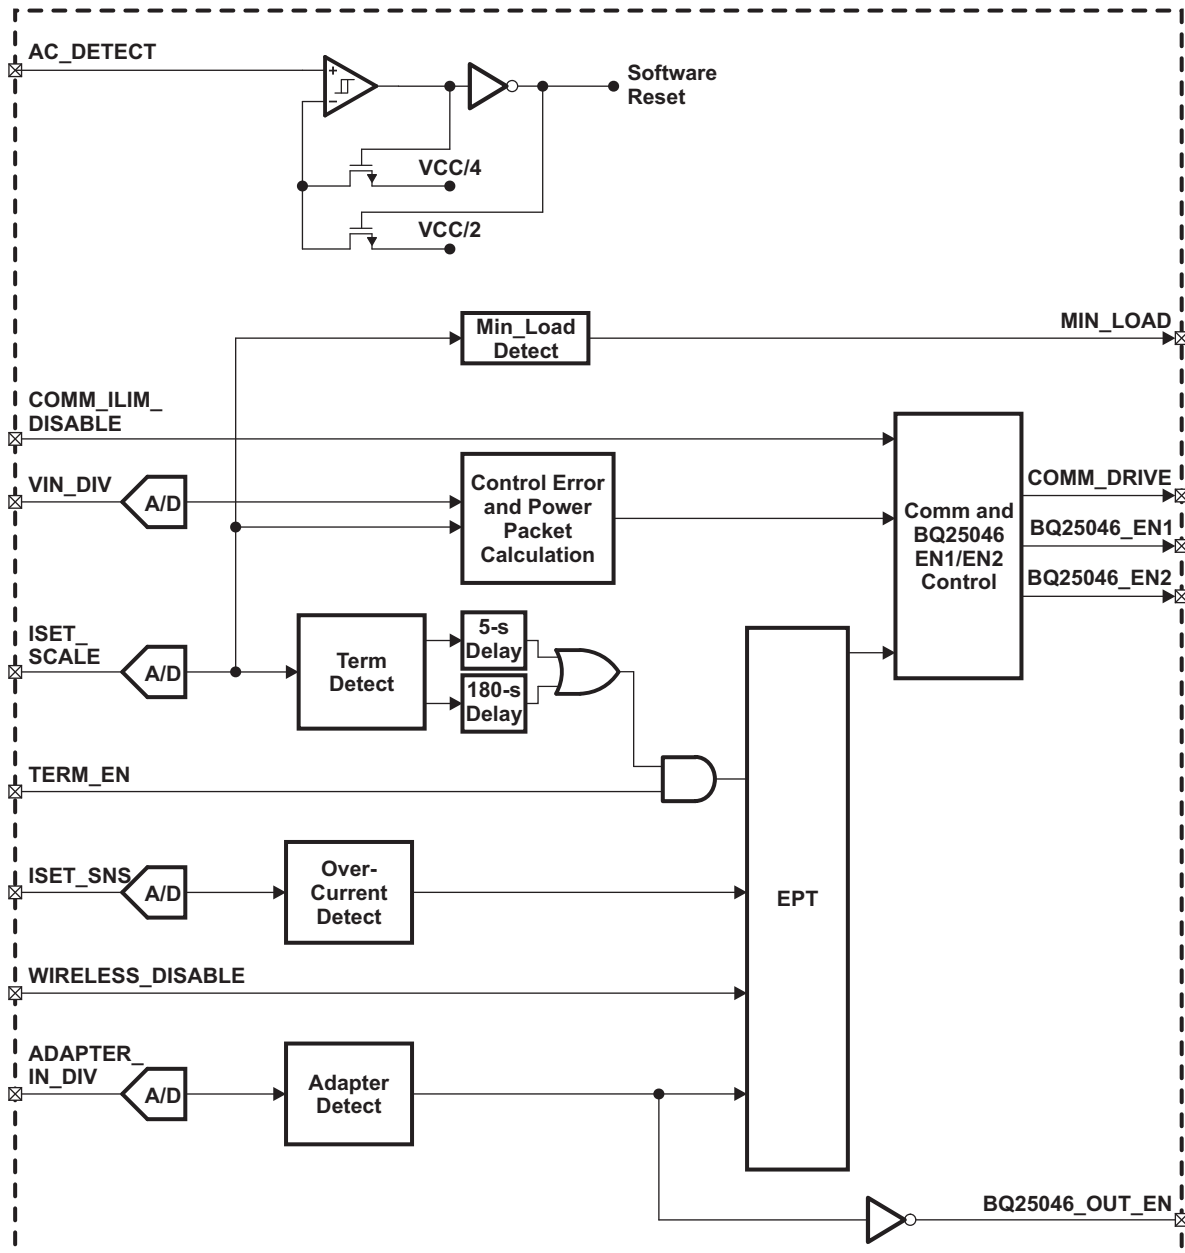 AC_DETECT
+
−
Software
Reset
VCC/4
VCC/2
Min_Load
Detect
MIN_LOAD
COMM_ILIM_
DISABLE
VIN_DIV
A/D
Control Error
and Power
Packet
Calculation
Comm and
BQ25046
EN1/EN2
Control
COMM_DRIVE
BQ25046_EN1
BQ25046_EN2
ISET_
SCALE
A/D
Term
Detect
5-s
Delay
180-s
Delay
TERM_EN
ISET_SNS
A/D
Over-
Current
Detect
EPT
WIRELESS_DISABLE
ADAPTER_
IN_DIV
A/D
Adapter
Detect
BQ25046_OUT_EN